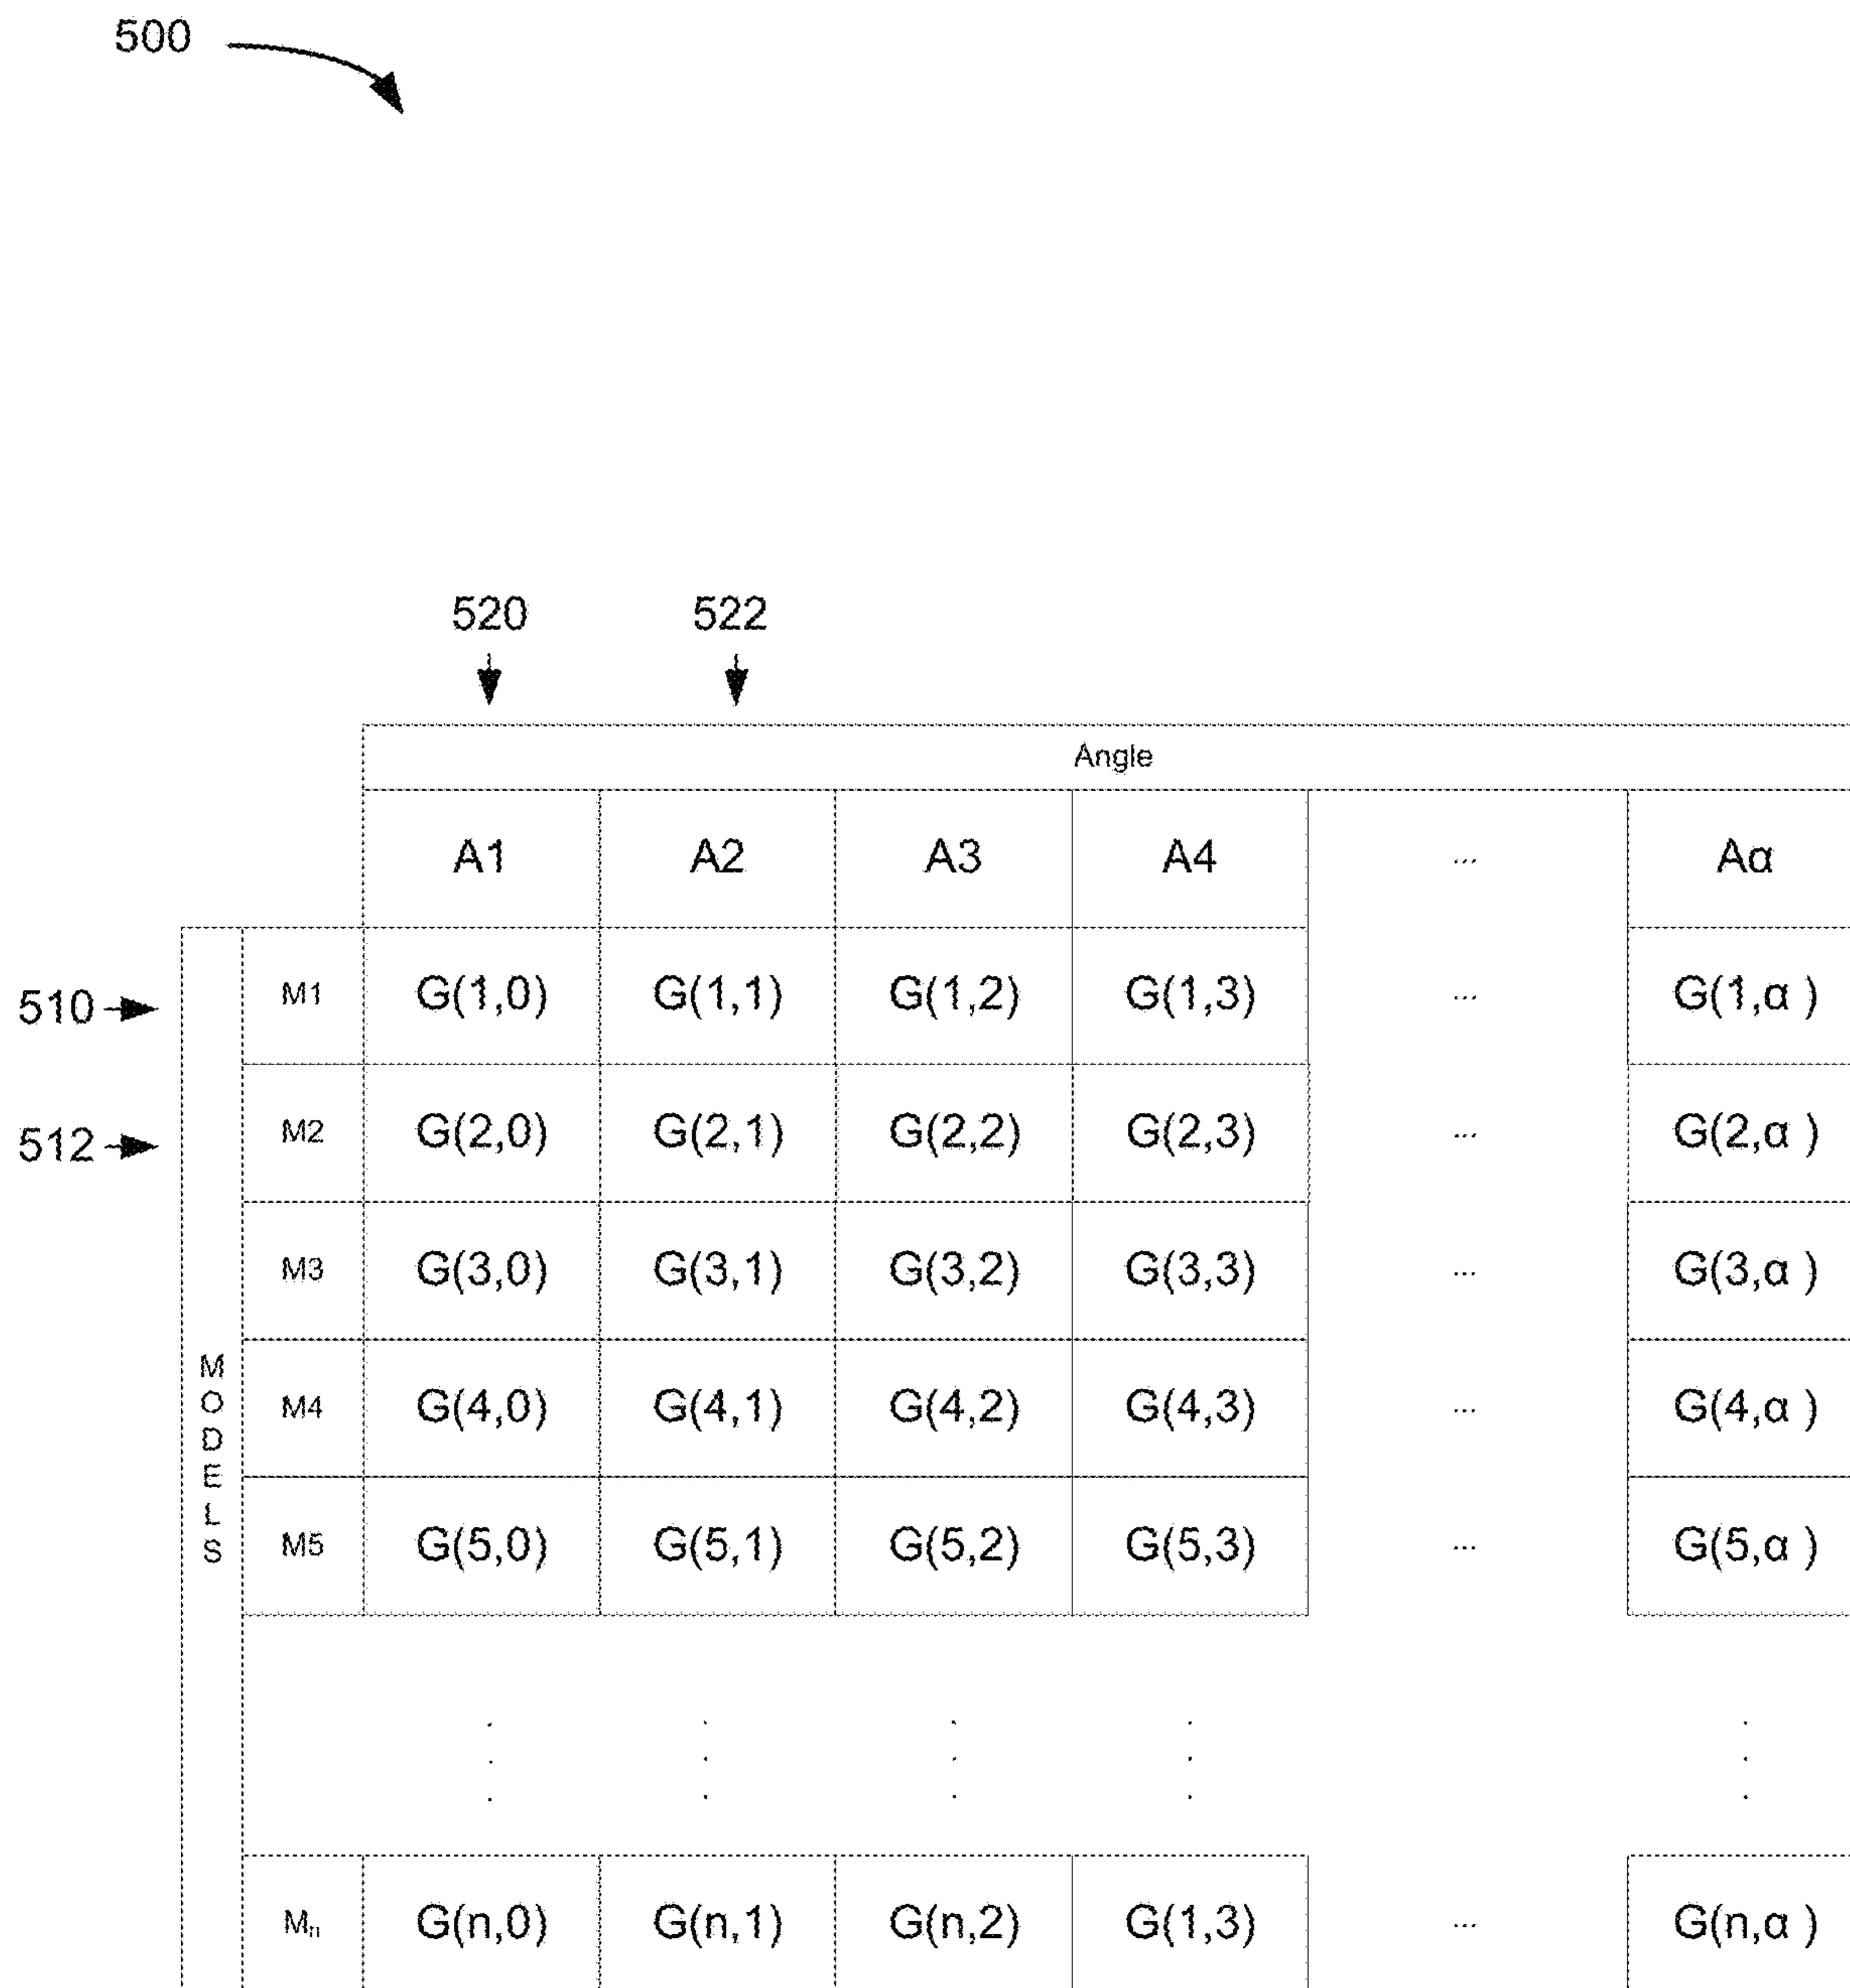 500
520 522
Angle
A1 A2 A3 A4 ... Aα
510 M1 G(1,0) G(1,1) G(1,2) G(1,3) ... G(1,α )
512 M2 G(2,0) G(2,1) G(2,2) G(2,3) ... G(2,α )
M3 G(3,0) G(3,1) G(3,2) G(3,3) ... G(3,α )
MODELS
M4 G(4,0) G(4,1) G(4,2) G(4,3) ... G(4,α )
M5 G(5,0) G(5,1) G(5,2) G(5,3) ... G(5,α )
Mn G(n,0) G(n,1) G(n,2) G(1,3) ... G(n,α )